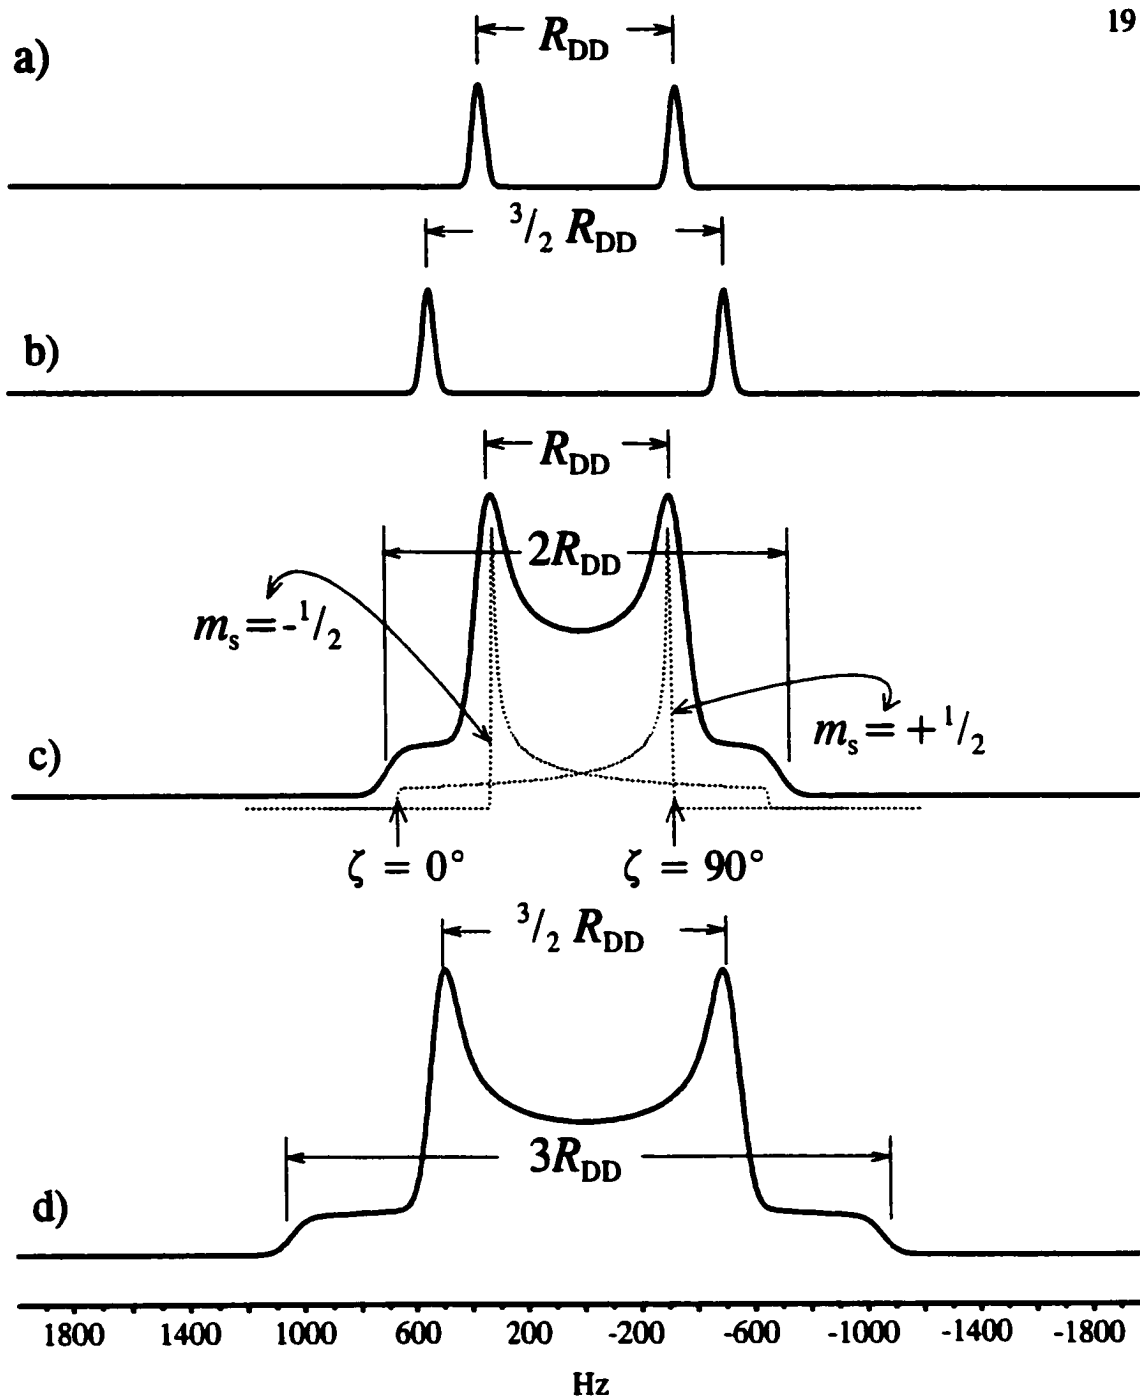 19
a)
R_DD
3/2 R_DD
b)
R_DD
2R_DD
m_s = -1/2
m_s = +1/2
c)
ζ = 0°
ζ = 90°
3/2 R_DD
3R_DD
d)
1800 1400 1000 600 200 -200 -600 -1000 -1400 -1800
Hz